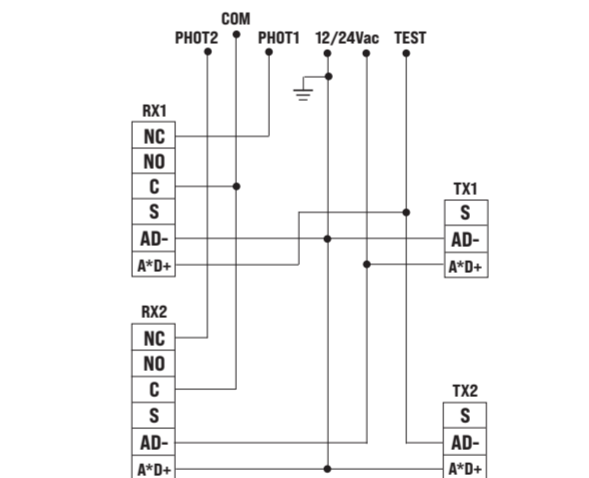 COM
PHOT2 PHOT1 12/24Vac TEST
RX1
NC
NO
C
S
AD-
A*D+
TX1
S
AD-
A*D+
RX2
NC
NO
C
S
AD-
A*D+
TX2
S
AD-
A*D+